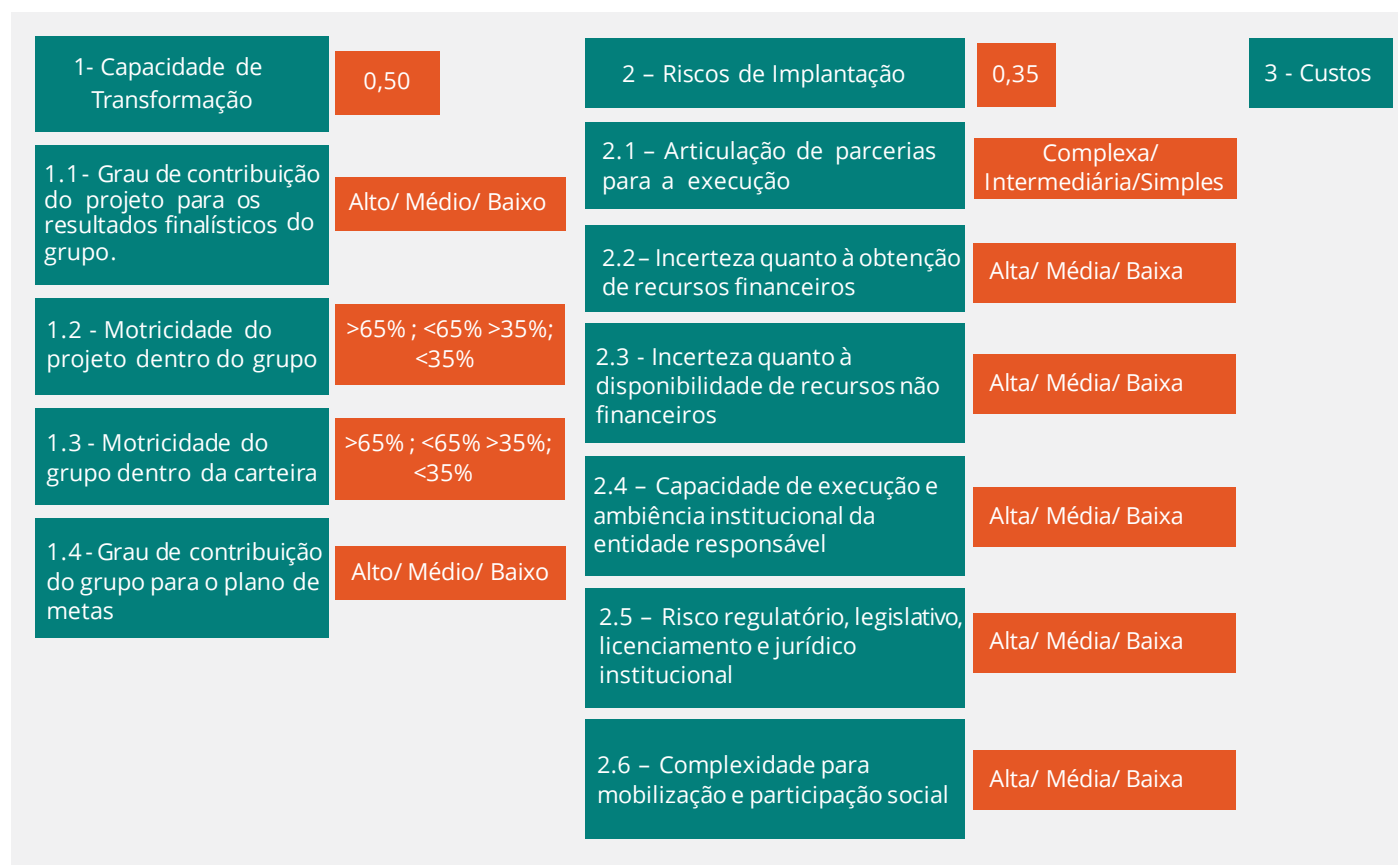 1- Capacidade de
Transformação
0,50
1.1- Grau de contribuição
do projeto para os
resultados finalísticos do
grupo.
Alto/ Médio/ Baixo
1.2 - Motricidade do
projeto dentro do grupo
>65% ; <65% >35%;
<35%
1.3 - Motricidade do
grupo dentro da carteira
>65% ; <65% >35%;
<35%
1.4- Grau de contribuição
do grupo para o plano de
metas
Alto/ Médio/ Baixo
2 – Riscos de Implantação
0,35
2.1 – Articulação de parcerias
para a execução
Complexa/
Intermediária/Simples
2.2– Incerteza quanto à obtenção
de recursos financeiros
Alta/ Média/ Baixa
2.3 - Incerteza quanto à
disponibilidade de recursos não
financeiros
Alta/ Média/ Baixa
2.4 – Capacidade de execução e
ambiência institucional da
entidade responsável
Alta/ Média/ Baixa
2.5 – Risco regulatório, legislativo,
licenciamento e jurídico
institucional
Alta/ Média/ Baixa
2.6 – Complexidade para
mobilização e participação social
Alta/ Média/ Baixa
3 - Custos